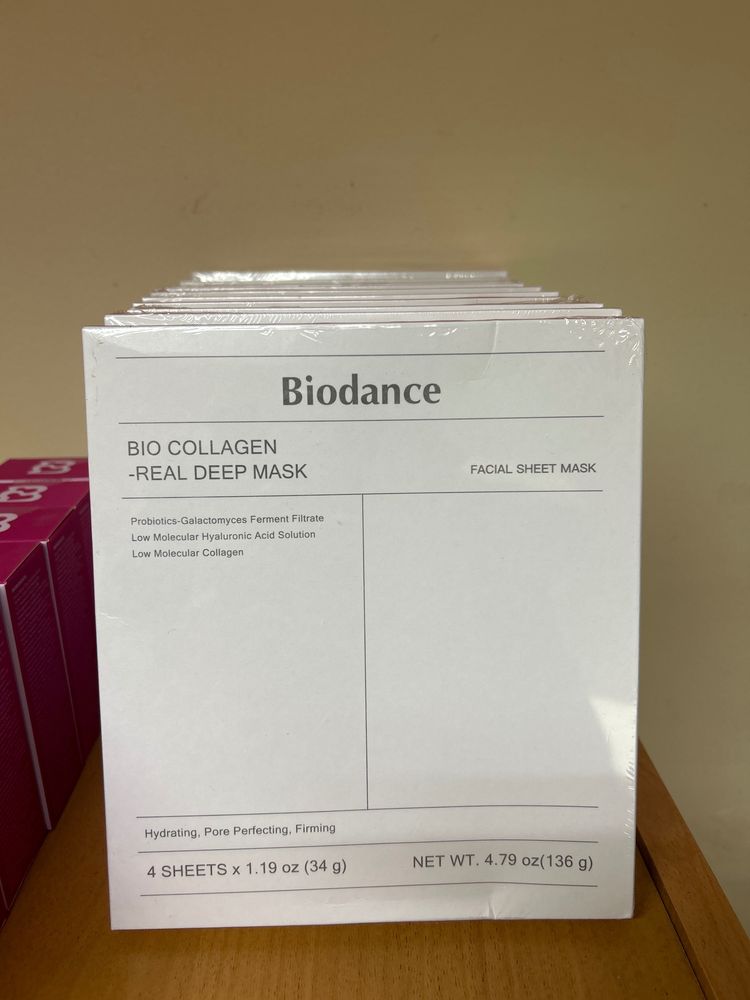 Biodance
BIO COLLAGEN
-REAL DEEP MASK
FACIAL SHEET MASK
Probiotics-Galactomyces Ferment Filtrate
Low Molecular Hyaluronic Acid Solution
Low Molecular Collagen
Hydrating, Pore Perfecting, Firming
4 SHEETS x 1.19 oz (34 g)
NET WT. 4.79 oz(136 g)